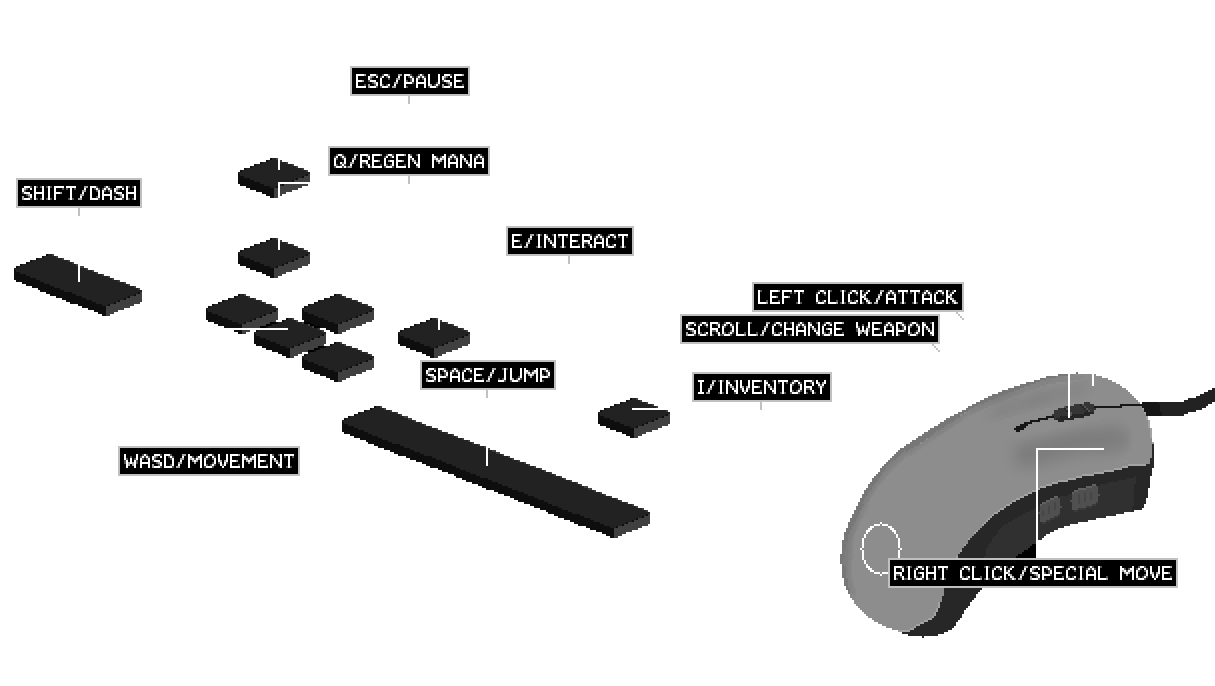 ESC/PAUSE
Q/REGEN MANA
SHIFT/DASH
E/INTERACT
LEFT CLICK/ATTACK
SCROLL/CHANGE WEAPON
SPACE/JUMP
I/INVENTORY
WASD/MOVEMENT
RIGHT CLICK/SPECIAL MOVE